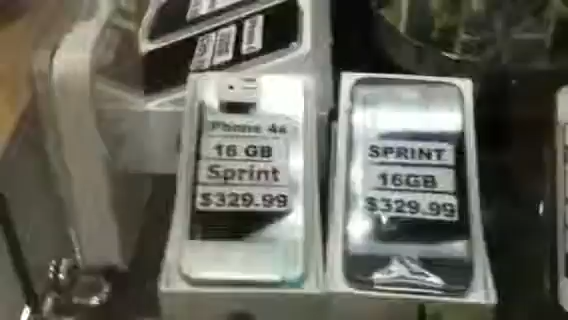 Phone 4s
16 GB
Sprint
$329.99
SPRINT
16GB
$329.99